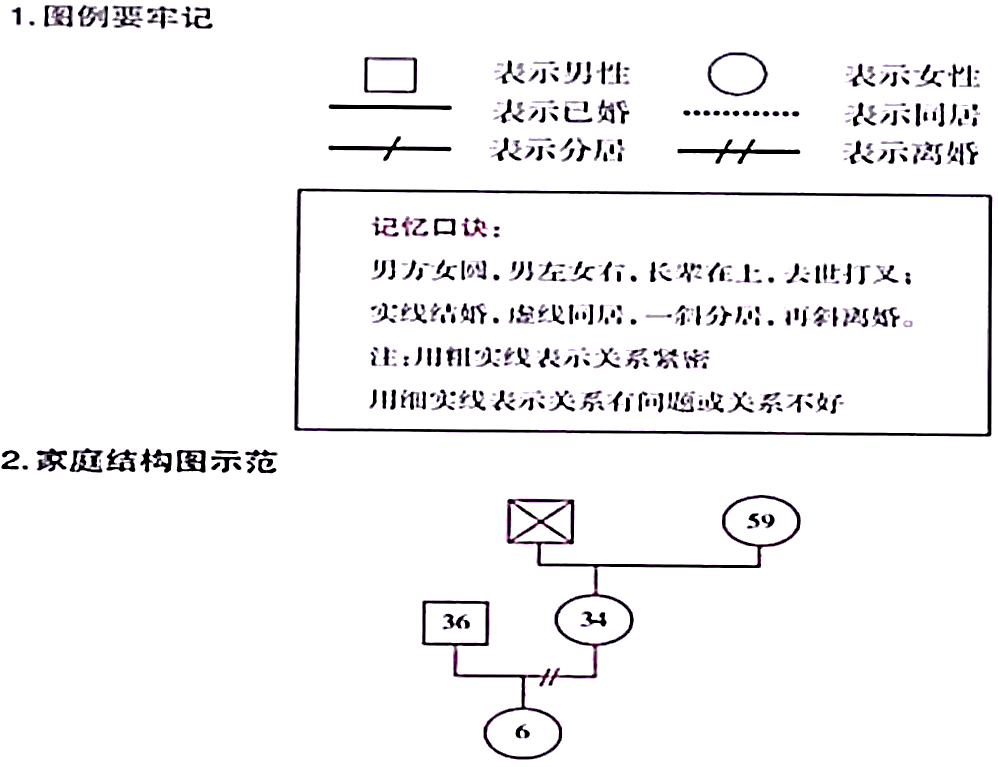 1.图例要牢记
表示男性 表示女性
表示已婚 表示同居
表示分居 表示离婚
记忆口诀:
男方女圆,男左女右,长辈在上,去世打叉;
实线结婚,虚线同居,一斜分居,再斜离婚。
注:用粗实线表示关系紧密
用细实线表示关系有问题或关系不好
2.家庭结构图示范
59
36 34
6